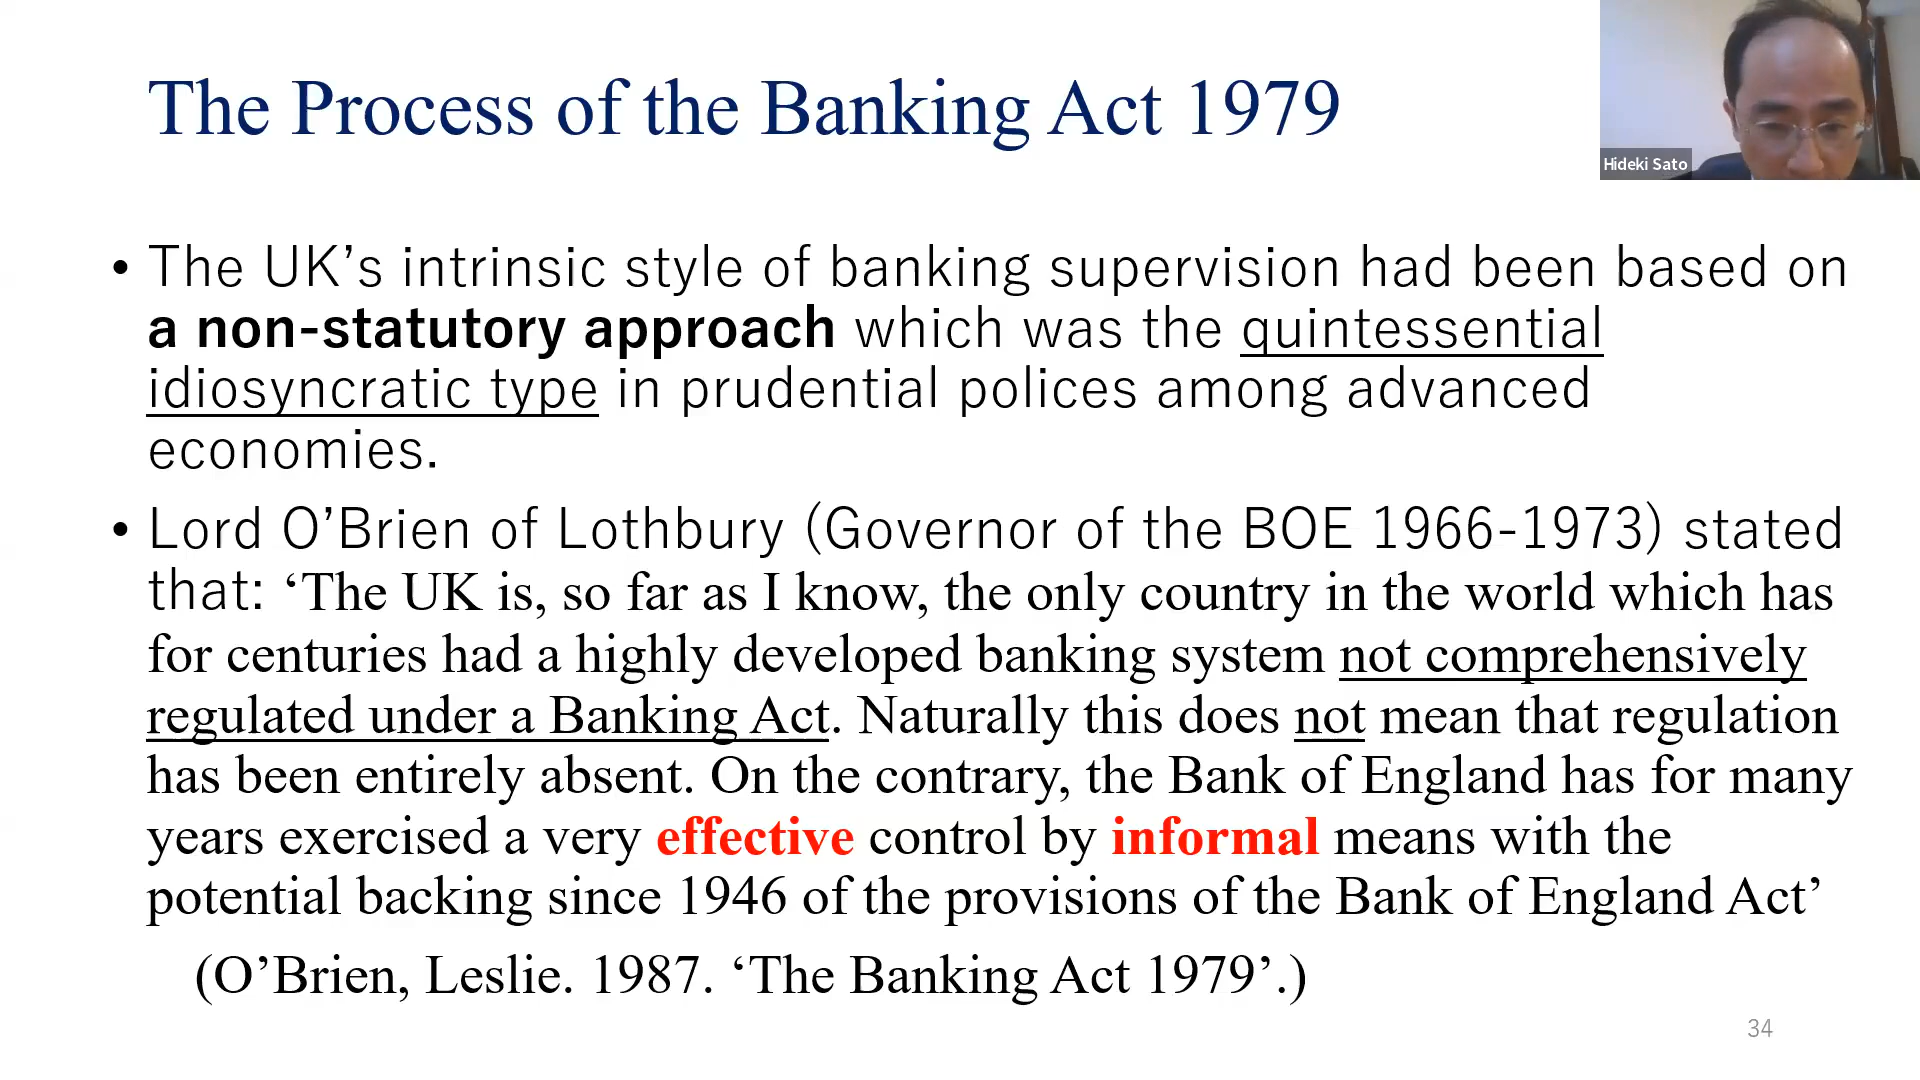 The Process of the Banking Act 1979
Hideki Sato
• The UK’s intrinsic style of banking supervision had been based on
a non-statutory approach which was the quintessential
idiosyncratic type in prudential polices among advanced
economies.
• Lord O’Brien of Lothbury (Governor of the BOE 1966-1973) stated
that: ‘The UK is, so far as I know, the only country in the world which has
for centuries had a highly developed banking system not comprehensively
regulated under a Banking Act. Naturally this does not mean that regulation
has been entirely absent. On the contrary, the Bank of England has for many
years exercised a very effective control by informal means with the
potential backing since 1946 of the provisions of the Bank of England Act’
(O’Brien, Leslie. 1987. ‘The Banking Act 1979’.)
34